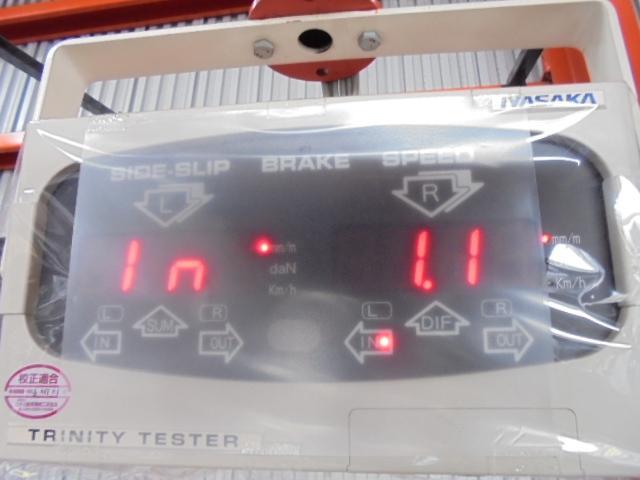 IYASAKA
SIDE-SLIP BRAKE SPEED
L R
In 1.1
mm/m mm/m
daN
Km/h Km/h
L R L R
IN SUM OUT IN DIF OUT
校正適合
TRINITY TESTER